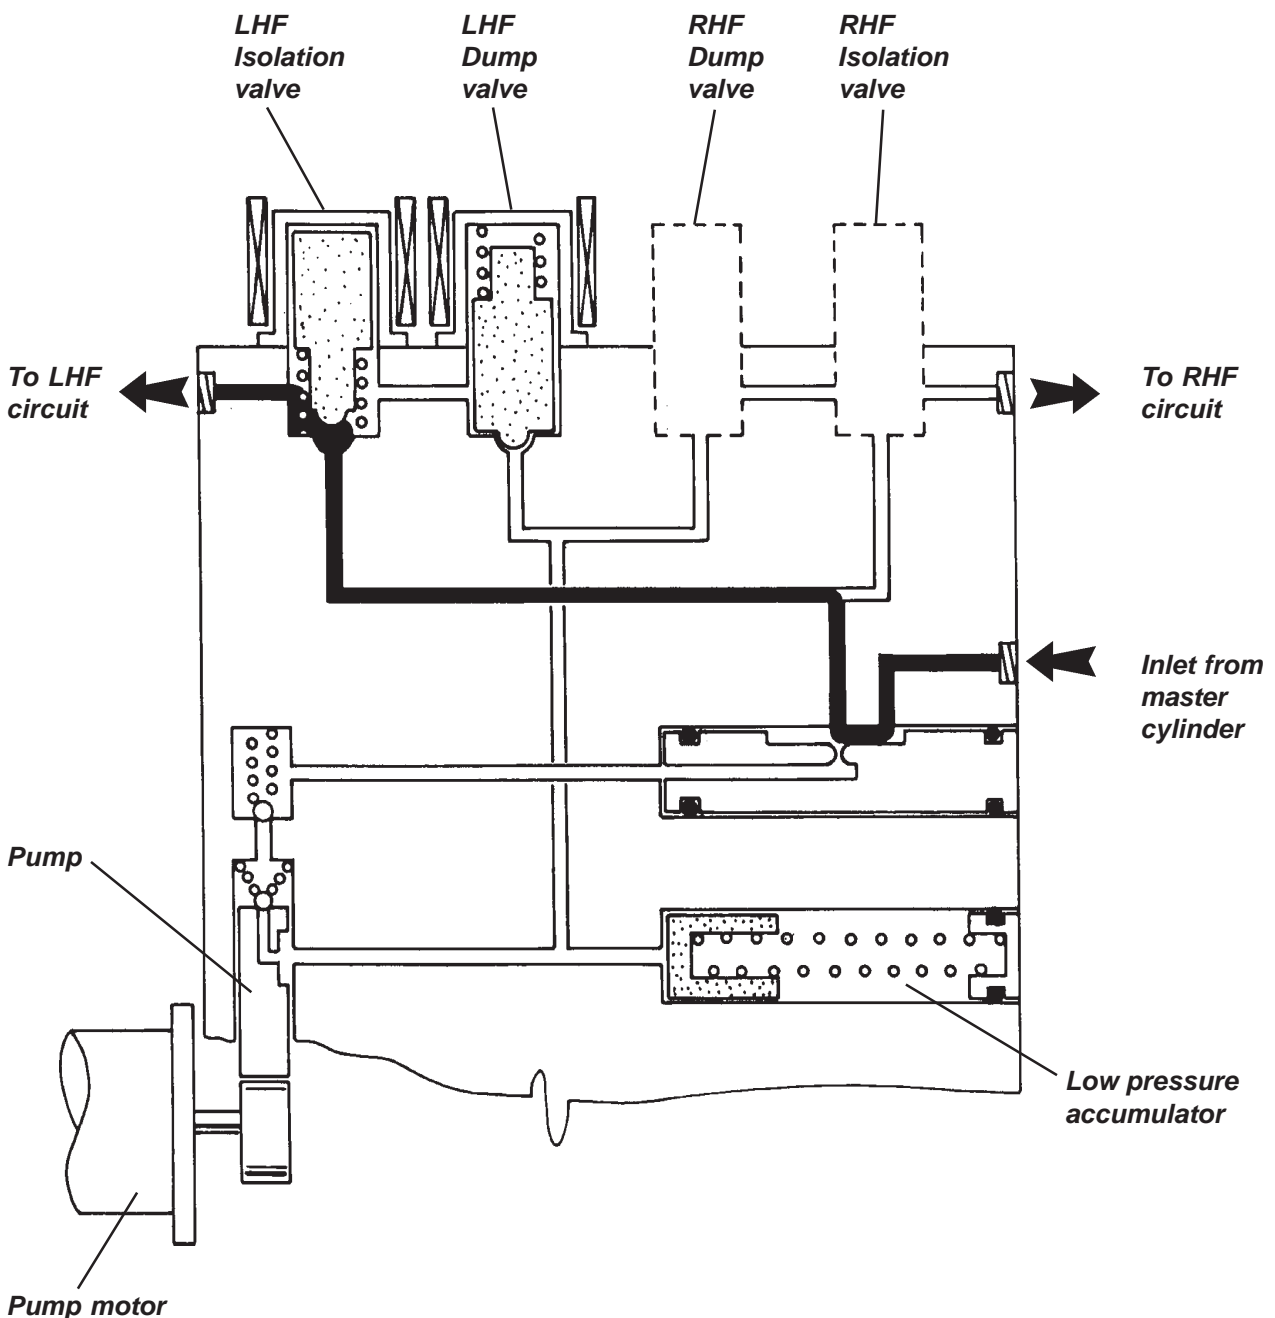 LHF
Isolation
valve
LHF
Dump
valve
RHF
Dump
valve
RHF
Isolation
valve
To LHF
circuit
To RHF
circuit
Inlet from
master
cylinder
Pump
Low pressure
accumulator
Pump motor